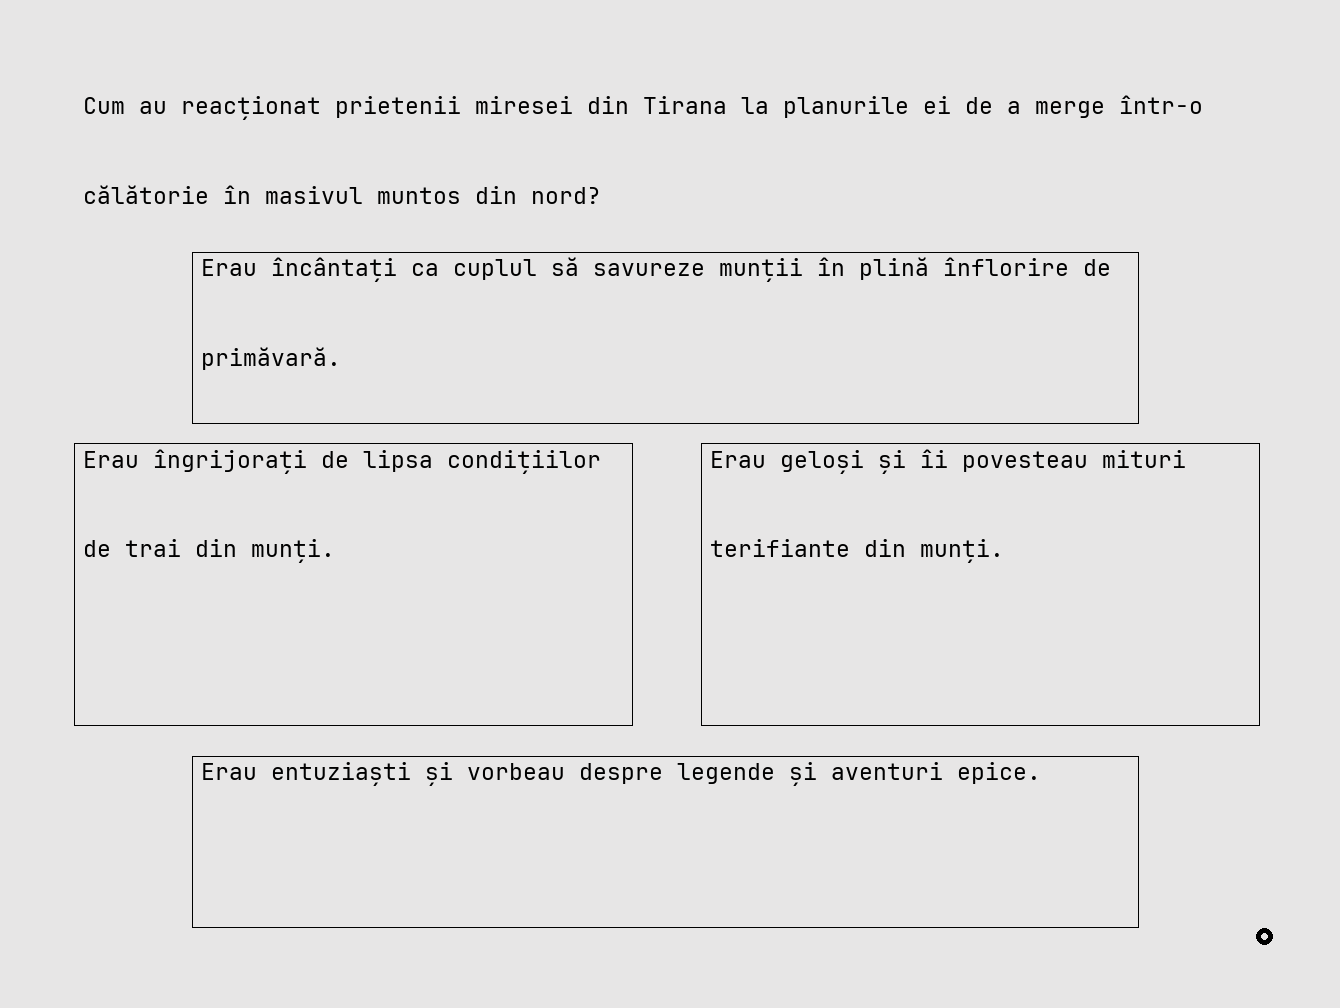 Cum au reacționat prietenii miresei din Tirana la planurile ei de a merge într-o
călătorie în masivul muntos din nord?
Erau încântați ca cuplul să savureze munții în plină înflorire de
primăvară.
Erau îngrijorați de lipsa condițiilor
de trai din munți.
Erau geloși și îi povesteau mituri
terifiante din munți.
Erau entuziaști și vorbeau despre legende și aventuri epice.